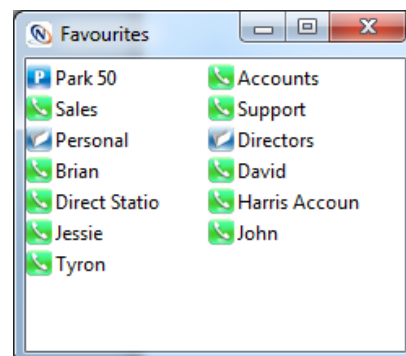 Favourites
P Park 50
Accounts
Sales
Support
Personal
Directors
Brian
David
Direct Statio
Harris Accoun
Jessie
John
Tyron